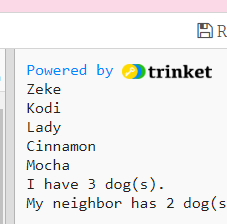 R
Powered by trinket
Zeke
Kodi
Lady
Cinnamon
Mocha
I have 3 dog(s).
My neighbor has 2 dog(s